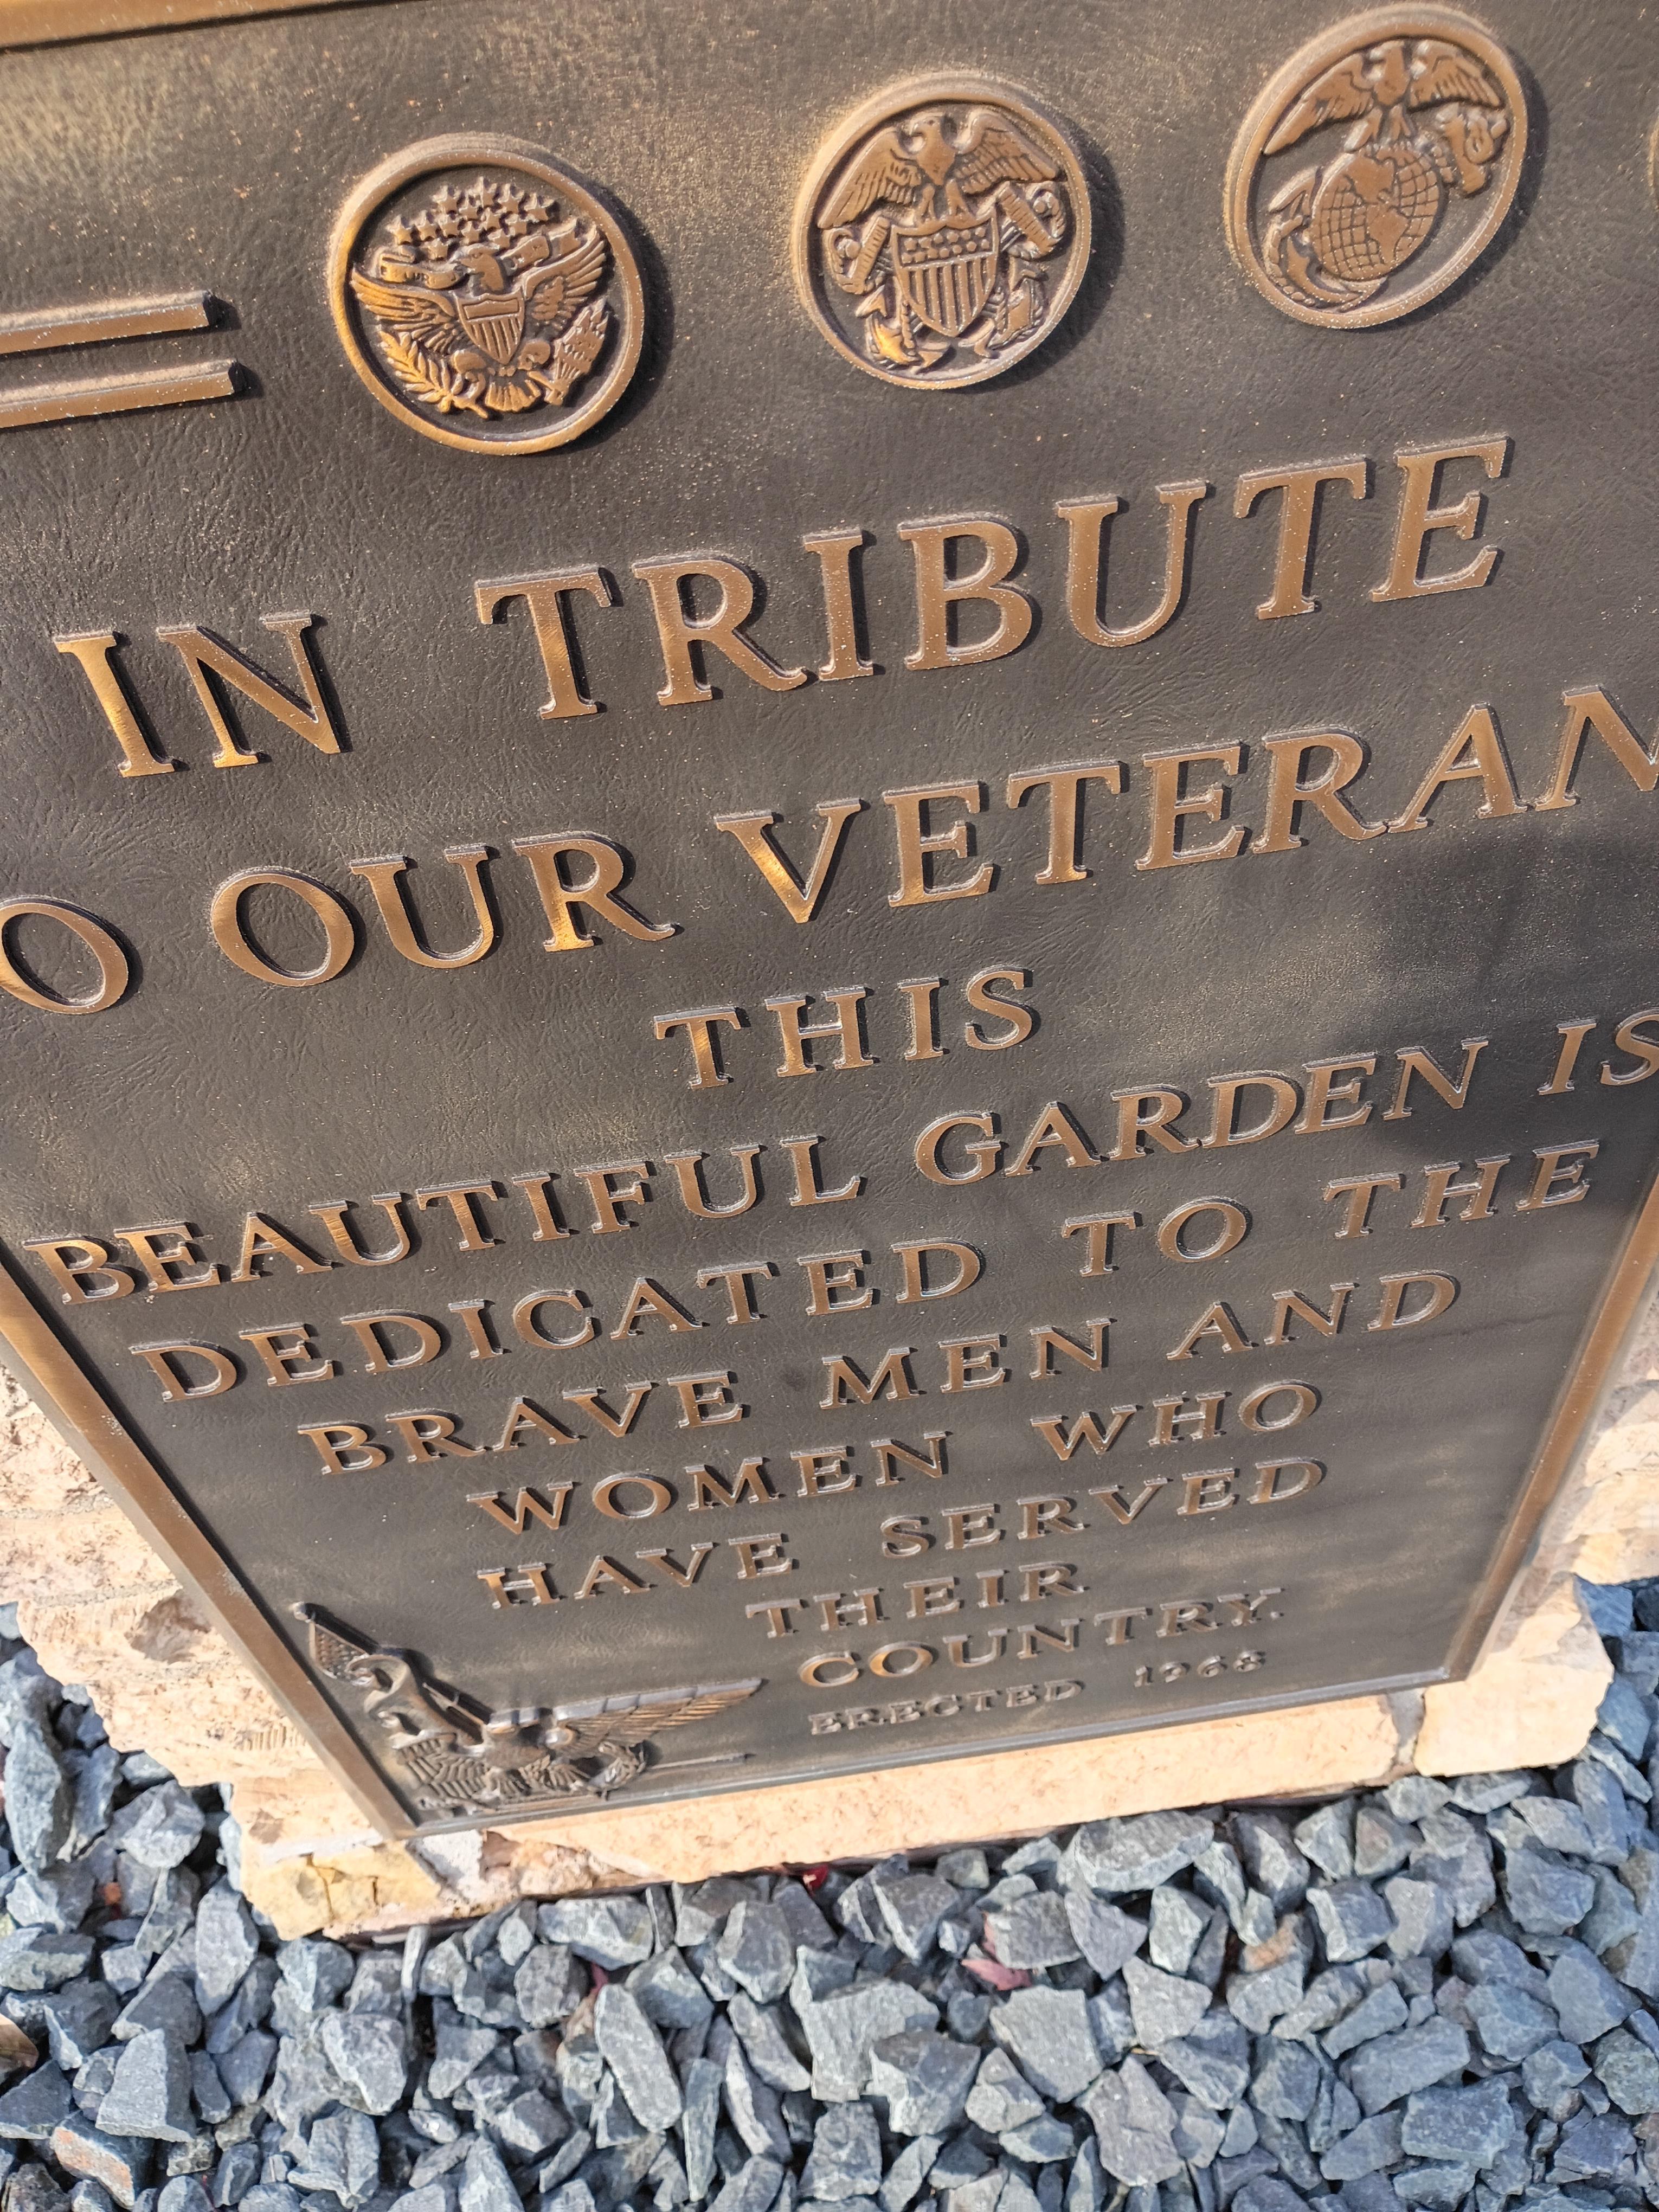 IN TRIBUTE
O OUR VETERAN
THIS
BEAUTIFUL GARDEN IS
DEDICATED TO THE
BRAVE MEN AND
WOMEN WHO
HAVE SERVED
THEIR
COUNTRY.
ERECTED 1968